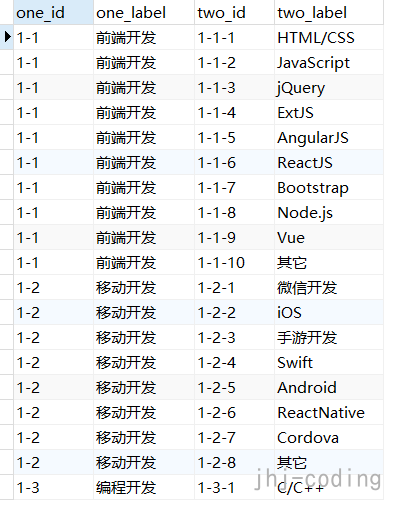 one_id one_label two_id two_label
1-1 前端开发 1-1-1 HTML/CSS
1-1 前端开发 1-1-2 JavaScript
1-1 前端开发 1-1-3 jQuery
1-1 前端开发 1-1-4 ExtJS
1-1 前端开发 1-1-5 AngularJS
1-1 前端开发 1-1-6 ReactJS
1-1 前端开发 1-1-7 Bootstrap
1-1 前端开发 1-1-8 Node.js
1-1 前端开发 1-1-9 Vue
1-1 前端开发 1-1-10 其它
1-2 移动开发 1-2-1 微信开发
1-2 移动开发 1-2-2 iOS
1-2 移动开发 1-2-3 手游开发
1-2 移动开发 1-2-4 Swift
1-2 移动开发 1-2-5 Android
1-2 移动开发 1-2-6 ReactNative
1-2 移动开发 1-2-7 Cordova
1-2 移动开发 1-2-8 其它
1-3 编程开发 1-3-1 C/C++
jhj-coding